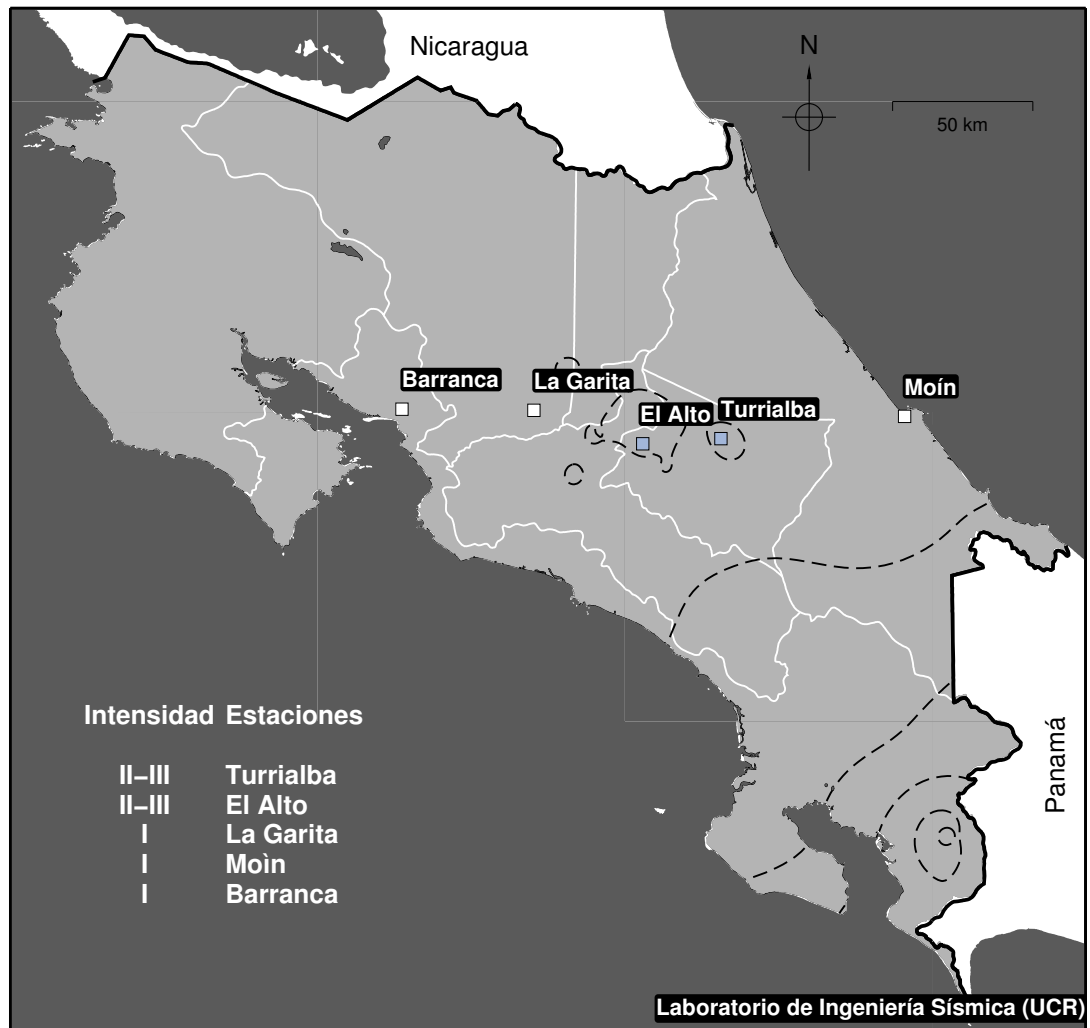 Nicaragua
N
50 km
Barranca
La Garita
Moín
El Alto
Turrialba
Intensidad Estaciones
II–III Turrialba
II–III El Alto
I La Garita
I Moìn
I Barranca
Panamá
Laboratorio de Ingeniería Sísmica (UCR)